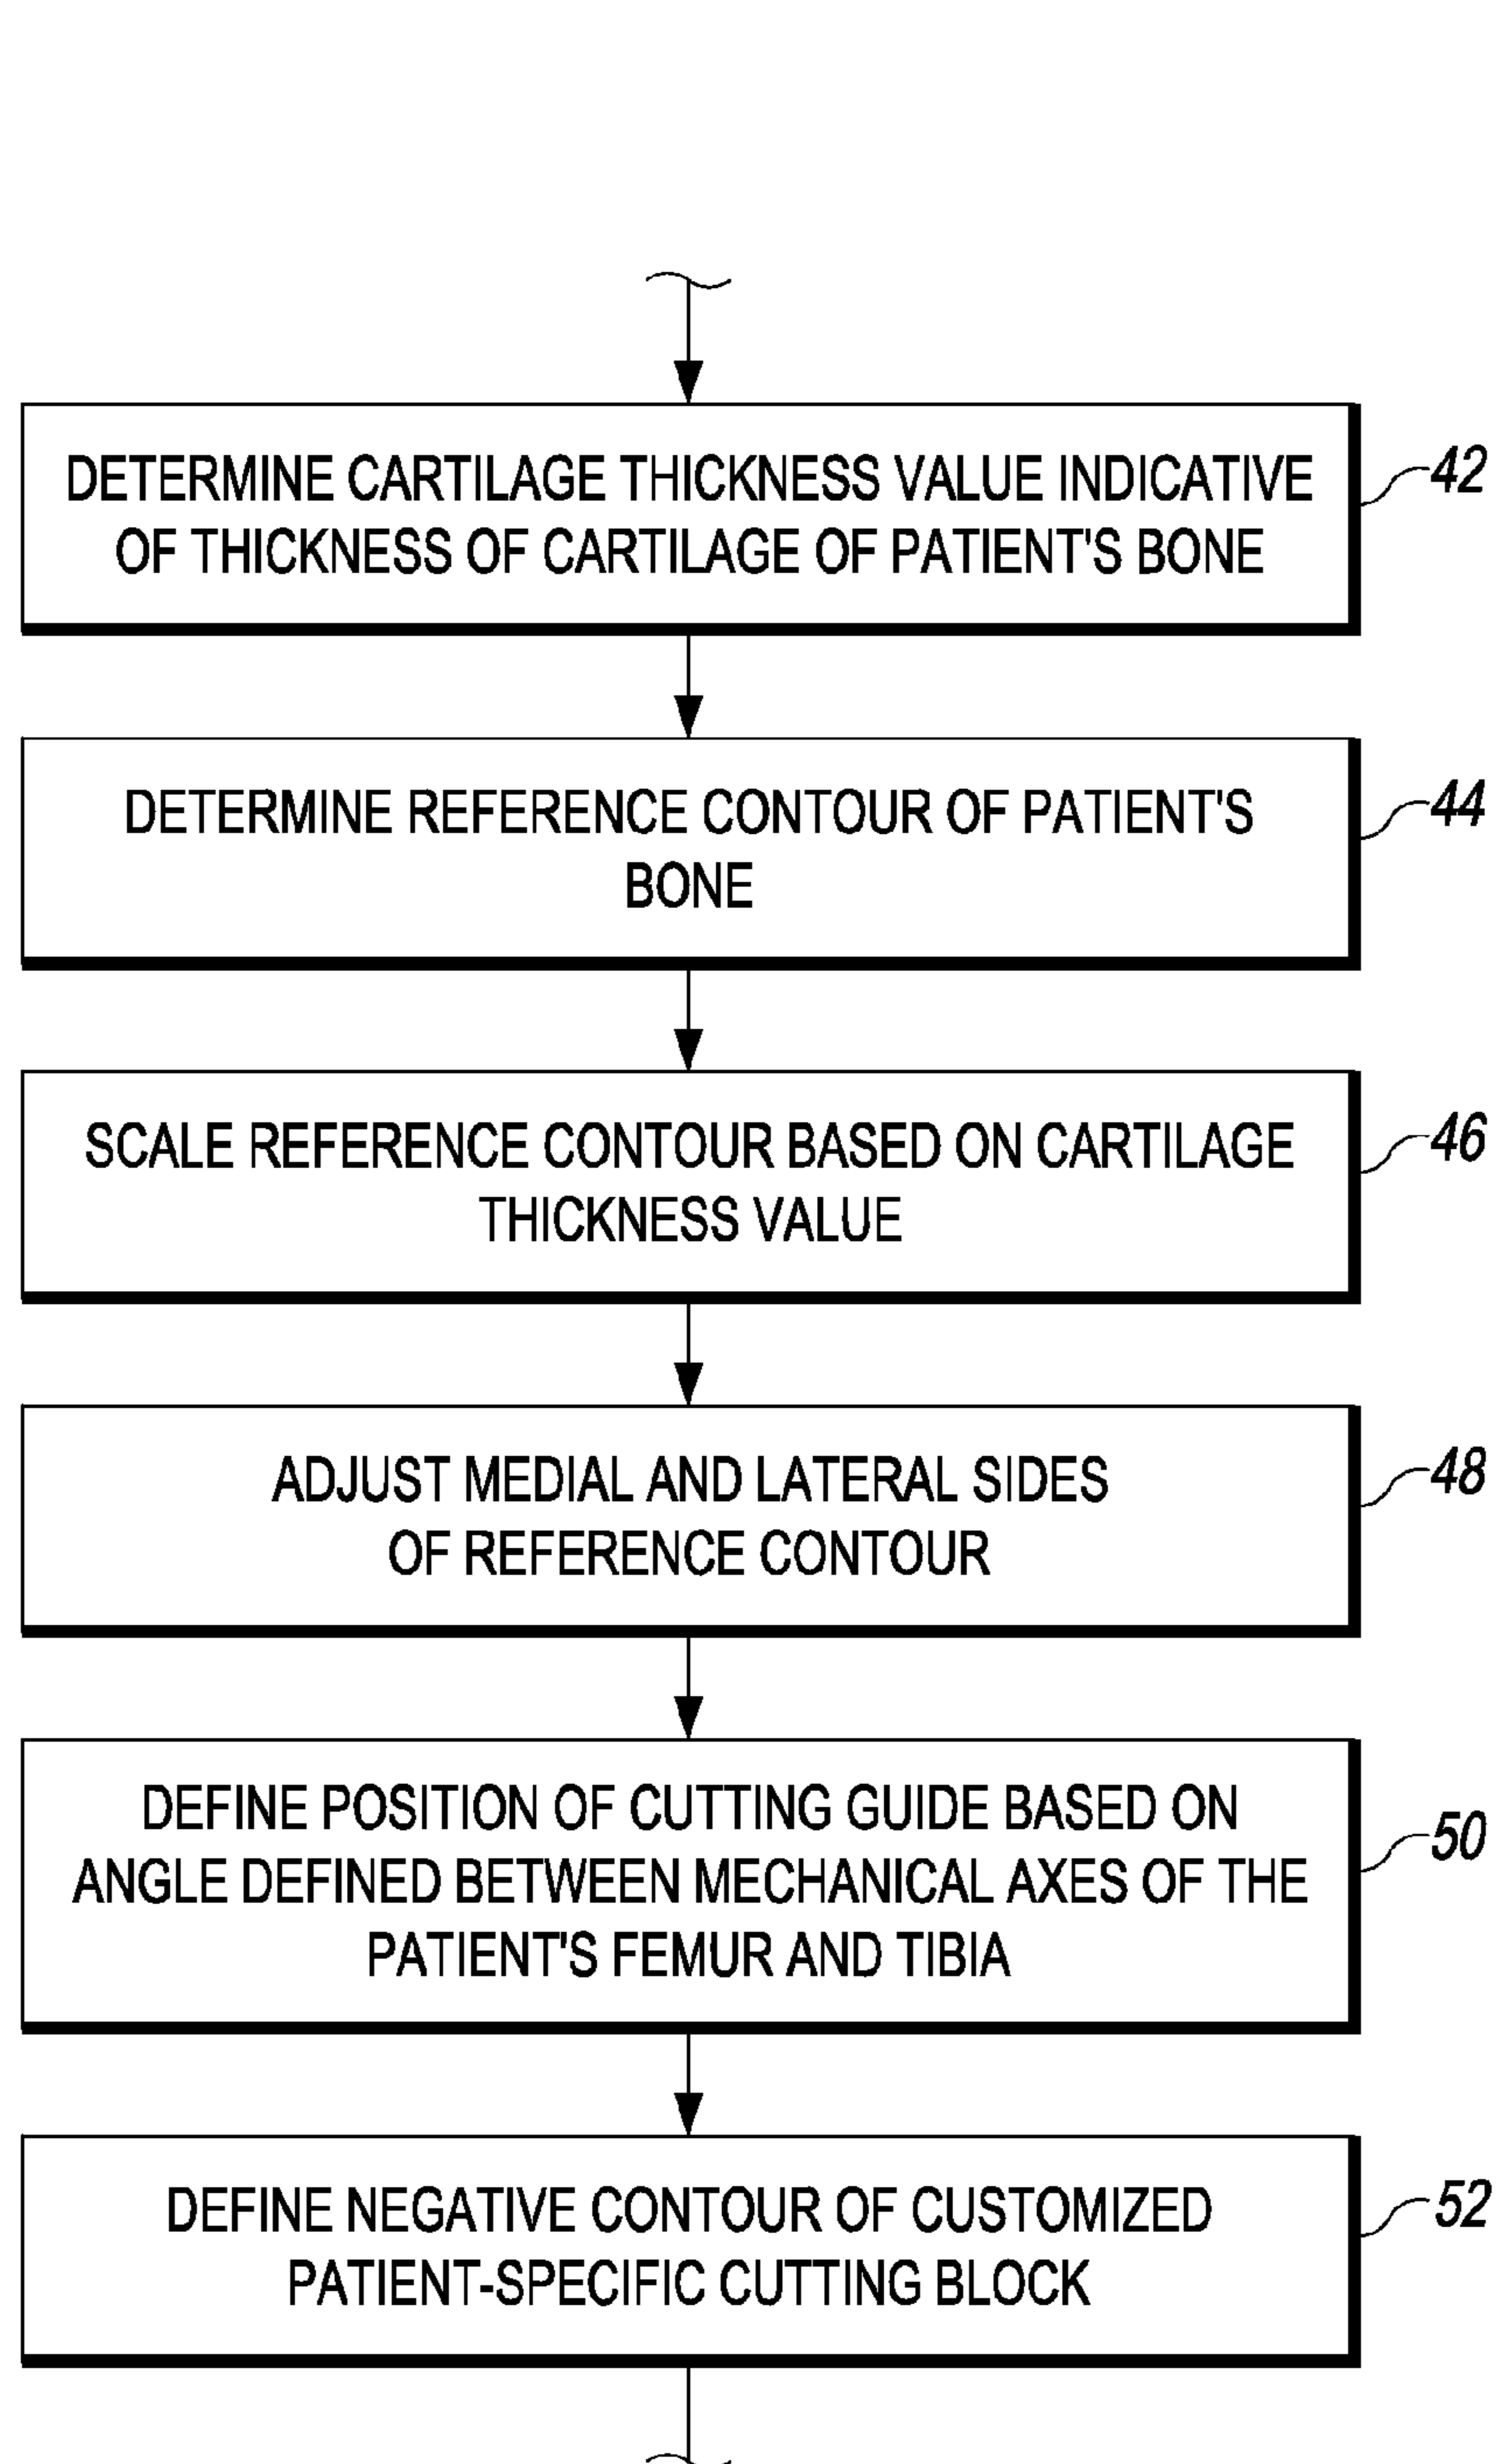 DETERMINE CARTILAGE THICKNESS VALUE INDICATIVE
OF THICKNESS OF CARTILAGE OF PATIENT'S BONE
42
DETERMINE REFERENCE CONTOUR OF PATIENT'S
BONE
44
SCALE REFERENCE CONTOUR BASED ON CARTILAGE
THICKNESS VALUE
46
ADJUST MEDIAL AND LATERAL SIDES
OF REFERENCE CONTOUR
48
DEFINE POSITION OF CUTTING GUIDE BASED ON
ANGLE DEFINED BETWEEN MECHANICAL AXES OF THE
PATIENT'S FEMUR AND TIBIA
50
DEFINE NEGATIVE CONTOUR OF CUSTOMIZED
PATIENT-SPECIFIC CUTTING BLOCK
52